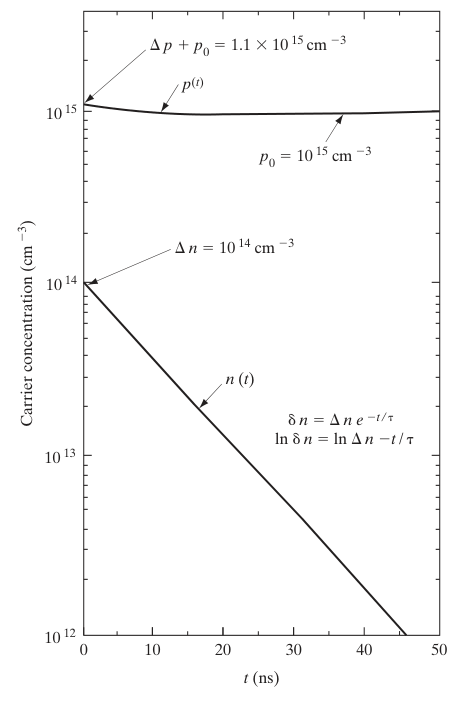 Δp + p₀ = 1.1 × 10¹⁵ cm⁻³
p(t)
10¹⁵
p₀ = 10¹⁵ cm⁻³
Δn = 10¹⁴ cm⁻³
10¹⁴
Carrier concentration (cm⁻³)
n(t)
δn = Δn e⁻ᵗ/τ
ln δn = ln Δn − t/τ
10¹³
10¹²
0 10 20 30 40 50
t (ns)